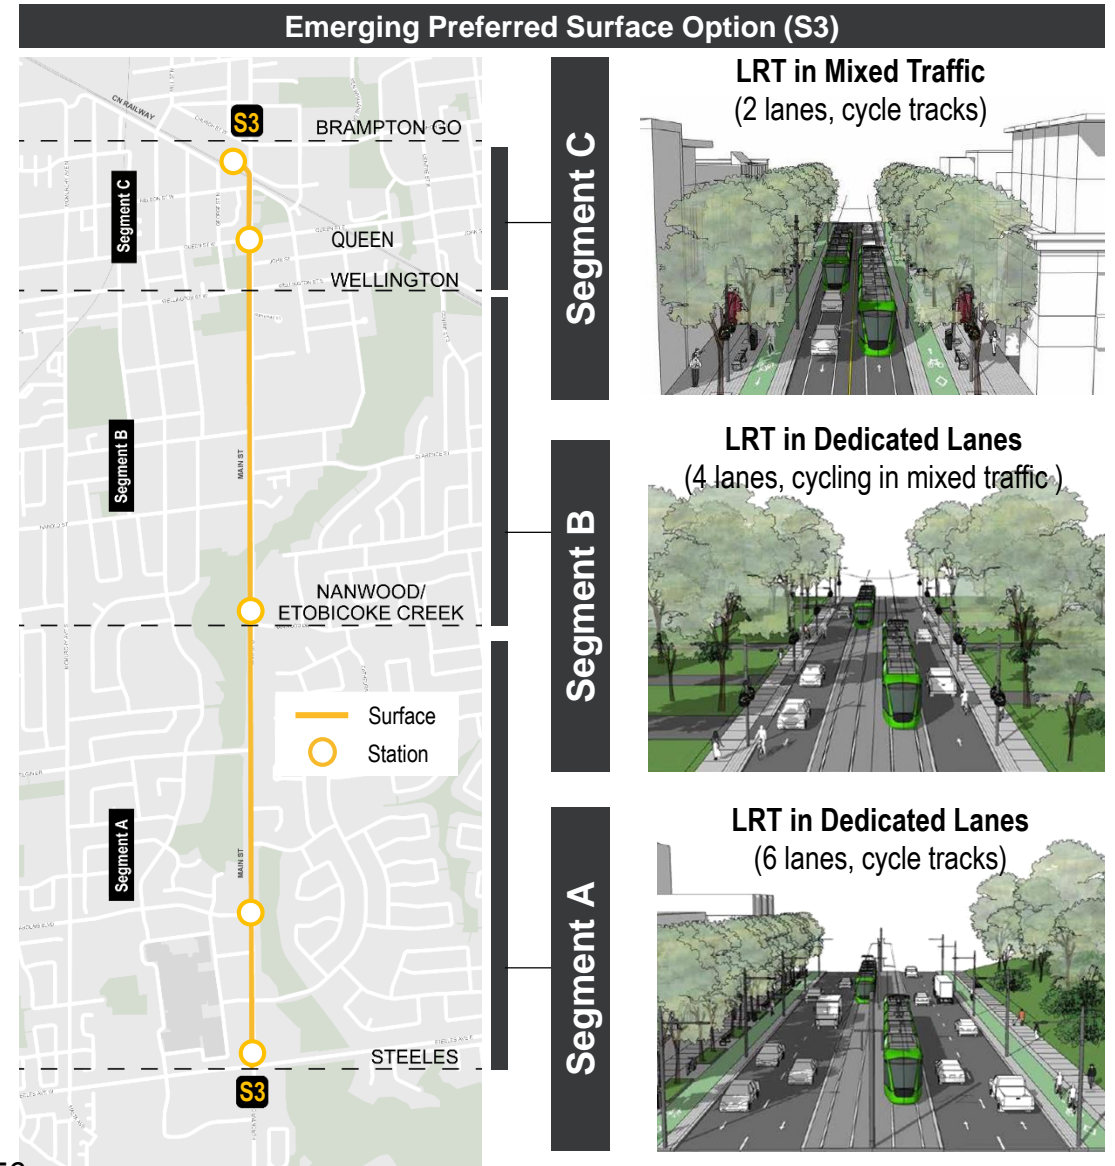 Emerging Preferred Surface Option (S3)
CN RAILWAY
S3
BRAMPTON GO
Segment C
QUEEN
WELLINGTON
Segment B
MAIN ST
NANWOOD/
ETOBICOKE CREEK
Surface
Station
Segment A
MAIN ST
STEELES
S3
Segment C
LRT in Mixed Traffic
(2 lanes, cycle tracks)
Segment B
LRT in Dedicated Lanes
(4 lanes, cycling in mixed traffic )
Segment A
LRT in Dedicated Lanes
(6 lanes, cycle tracks)